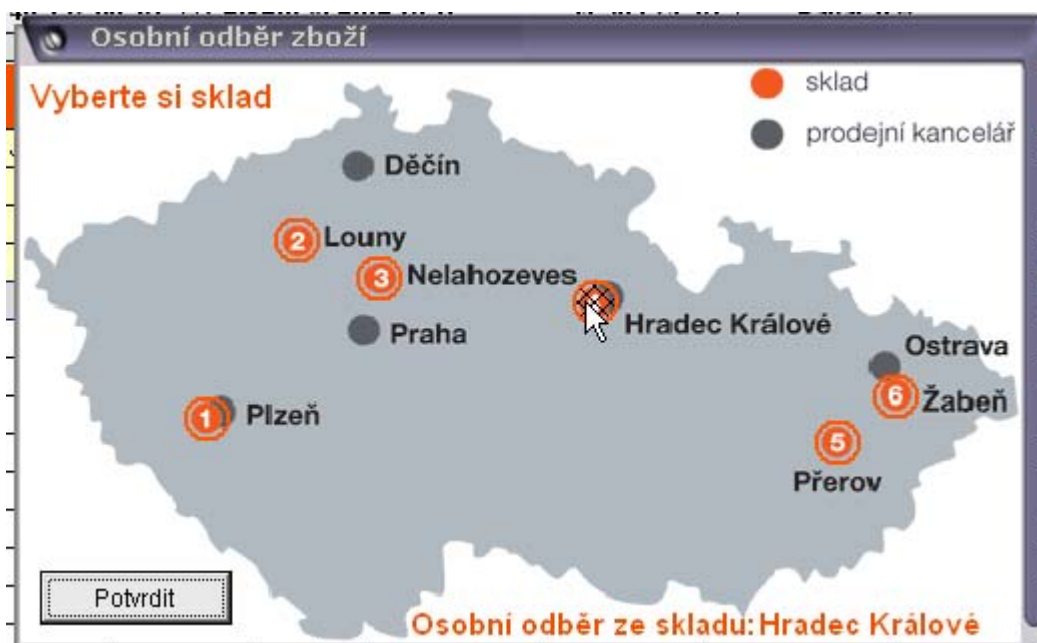 Osobní odběr zboží
Vyberte si sklad
sklad
prodejní kancelář
Děčín
2 Louny
3 Nelahozeves
Hradec Králové
Praha
Ostrava
6 Žabeň
1 Plzeň
5
Přerov
Potvrdit
Osobní odběr ze skladu: Hradec Králové